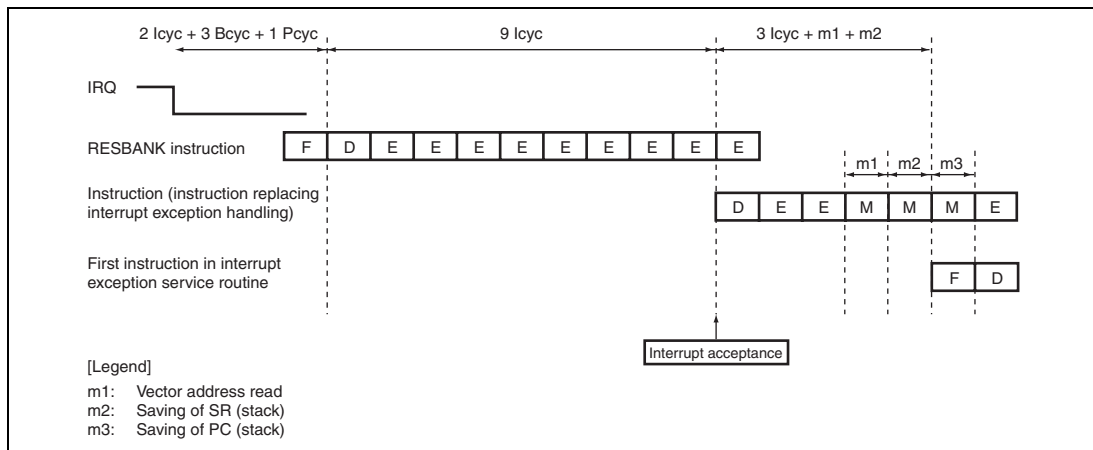 2 Icyc + 3 Bcyc + 1 Pcyc 9 Icyc 3 Icyc + m1 + m2
IRQ
RESBANK instruction F D E E E E E E E E E
m1 m2 m3
Instruction (instruction replacing
interrupt exception handling) D E E M M M E
First instruction in interrupt
exception service routine F D
Interrupt acceptance
[Legend]
m1: Vector address read
m2: Saving of SR (stack)
m3: Saving of PC (stack)